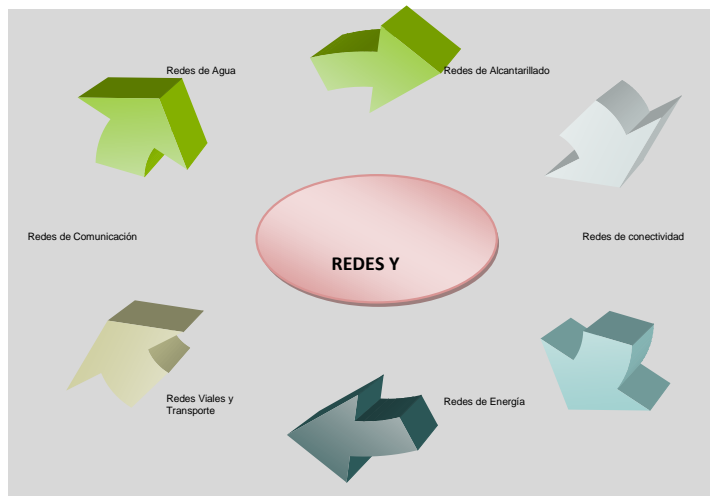 Redes de Agua
Redes de Alcantarillado
Redes de Comunicación
Redes de conectividad
REDES Y
Redes Viales y
Transporte
Redes de Energía